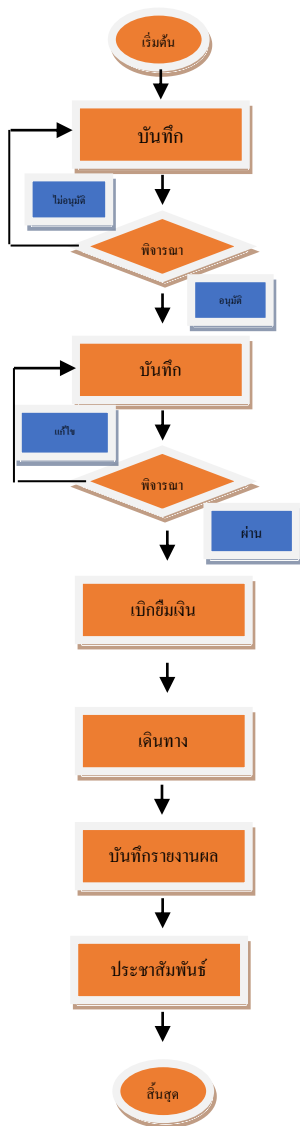 เริ่มต้น
บันทึก
ไม่อนุมัติ
พิจารณา
อนุมัติ
บันทึก
แก้ไข
พิจารณา
ผ่าน
เบิกยืมเงิน
เดินทาง
บันทึกรายงานผล
ประชาสัมพันธ์
สิ้นสุด